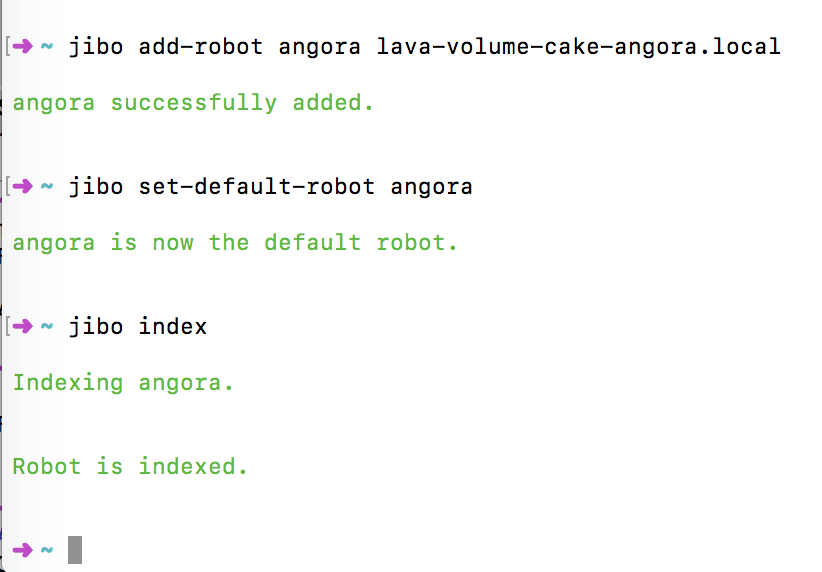 [➜ ~ jibo add-robot angora lava-volume-cake-angora.local
angora successfully added.
[➜ ~ jibo set-default-robot angora
angora is now the default robot.
[➜ ~ jibo index
Indexing angora.
Robot is indexed.
➜ ~